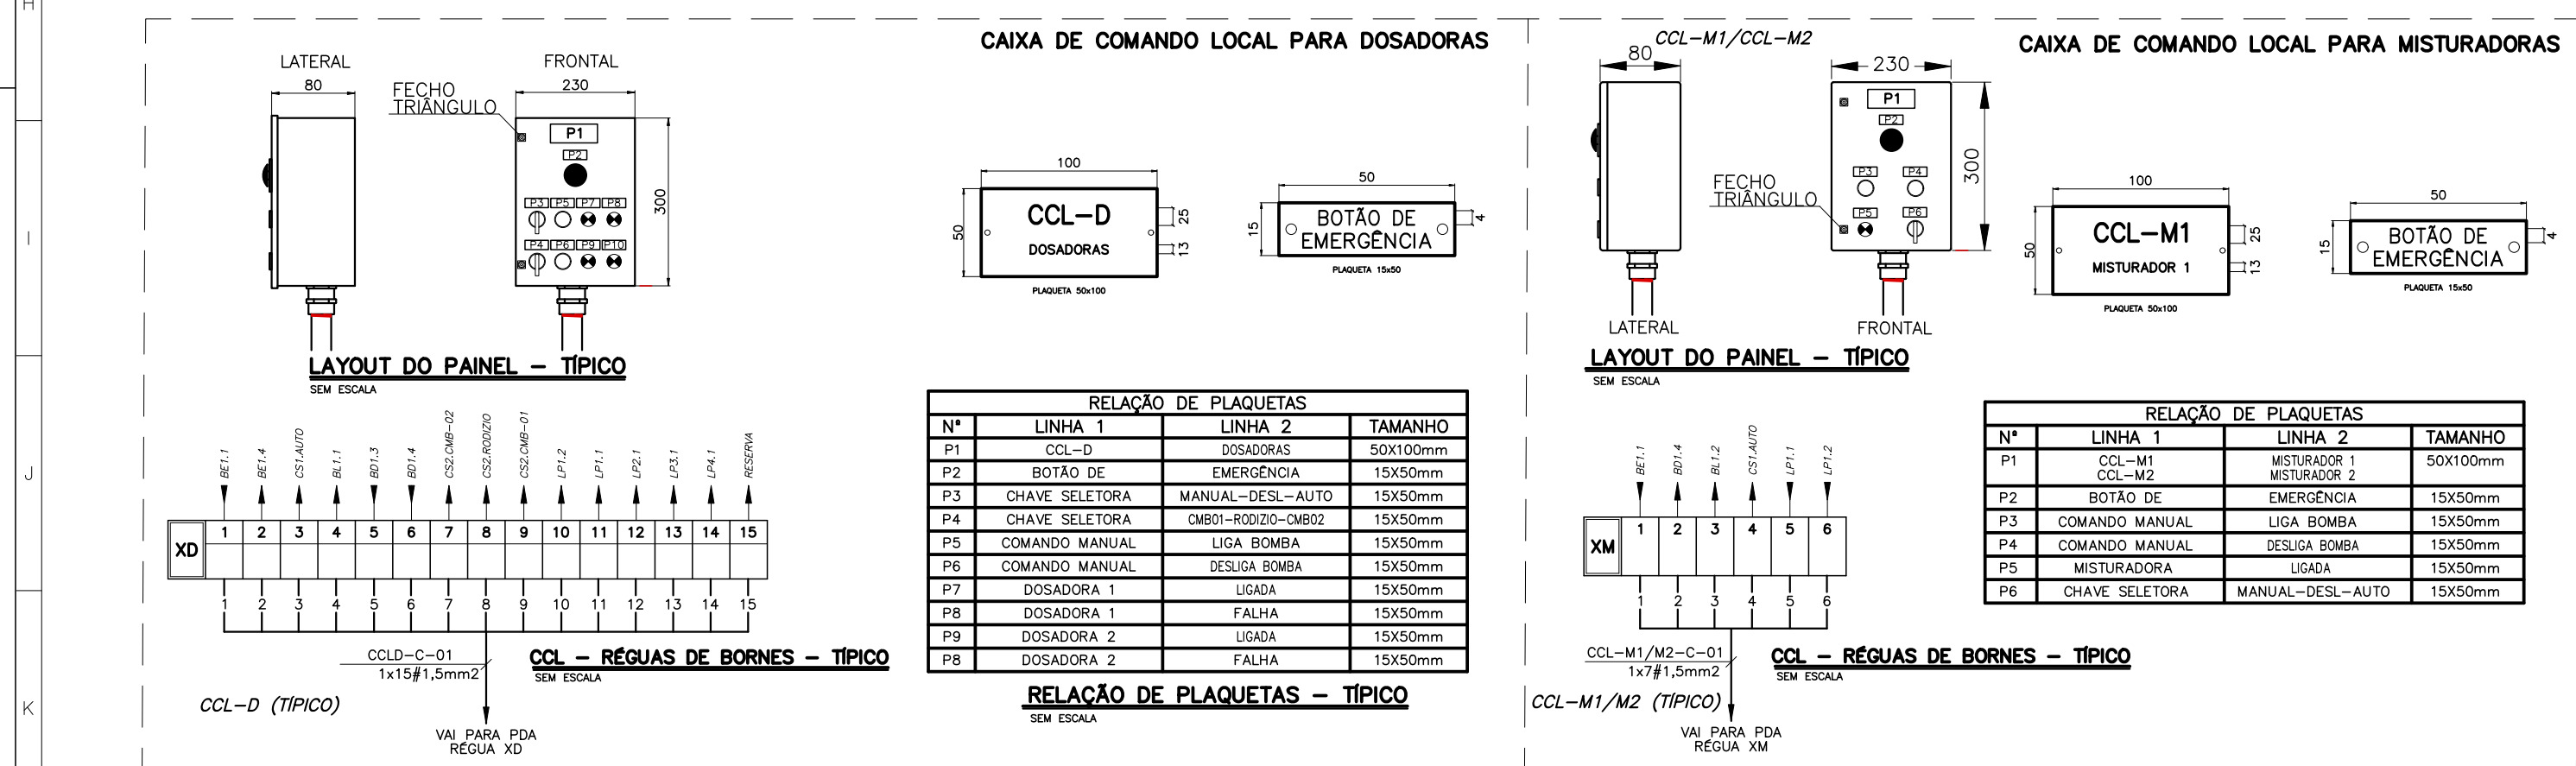 H
I
J
K
CAIXA DE COMANDO LOCAL PARA DOSADORAS
LATERAL
80
FECHO
TRIÂNGULO
FRONTAL
230
300
P1
P2
P3 P5 P7 P8
P4 P6 P9 P10
100
50
CCL-D
DOSADORAS
25
13
PLAQUETA 50x100
50
15
BOTÃO DE
EMERGÊNCIA
4
PLAQUETA 15x50
LAYOUT DO PAINEL - TÍPICO
SEM ESCALA
BE1.1
BE1.4
CS1.AUTO
BL1.1
BD1.3
BD1.4
CS2.CMB-02
CS2.RODIZIO
CS2.CMB-01
LP1.2
LP1.1
LP2.1
LP3.1
LP4.1
RESERVA
XD 1 2 3 4 5 6 7 8 9 10 11 12 13 14 15
1 2 3 4 5 6 7 8 9 10 11 12 13 14 15
CCLD-C-01
1x15#1,5mm2
CCL - RÉGUAS DE BORNES - TÍPICO
SEM ESCALA
CCL-D (TÍPICO)
VAI PARA PDA
RÉGUA XD
RELAÇÃO DE PLAQUETAS
Nº LINHA 1 LINHA 2 TAMANHO
P1 CCL-D DOSADORAS 50X100mm
P2 BOTÃO DE EMERGÊNCIA 15X50mm
P3 CHAVE SELETORA MANUAL-DESL-AUTO 15X50mm
P4 CHAVE SELETORA CMB01-RODIZIO-CMB02 15X50mm
P5 COMANDO MANUAL LIGA BOMBA 15X50mm
P6 COMANDO MANUAL DESLIGA BOMBA 15X50mm
P7 DOSADORA 1 LIGADA 15X50mm
P8 DOSADORA 1 FALHA 15X50mm
P9 DOSADORA 2 LIGADA 15X50mm
P8 DOSADORA 2 FALHA 15X50mm
RELAÇÃO DE PLAQUETAS - TÍPICO
SEM ESCALA
CCL-M1/CCL-M2
CAIXA DE COMANDO LOCAL PARA MISTURADORAS
80
230
300
P1
P2
P3 P4
P5 P6
FECHO
TRIÂNGULO
LATERAL
FRONTAL
100
50
CCL-M1
MISTURADOR 1
25
13
PLAQUETA 50x100
50
15
BOTÃO DE
EMERGÊNCIA
4
PLAQUETA 15x50
LAYOUT DO PAINEL - TÍPICO
SEM ESCALA
BE1.1
BD1.4
BL1.2
CS1.AUTO
LP1.1
LP1.2
XM 1 2 3 4 5 6
1 2 3 4 5 6
CCL-M1/M2-C-01
1x7#1,5mm2
CCL - RÉGUAS DE BORNES - TÍPICO
SEM ESCALA
CCL-M1/M2 (TÍPICO)
VAI PARA PDA
RÉGUA XM
RELAÇÃO DE PLAQUETAS
Nº LINHA 1 LINHA 2 TAMANHO
P1 CCL-M1 MISTURADOR 1 50X100mm
CCL-M2 MISTURADOR 2
P2 BOTÃO DE EMERGÊNCIA 15X50mm
P3 COMANDO MANUAL LIGA BOMBA 15X50mm
P4 COMANDO MANUAL DESLIGA BOMBA 15X50mm
P5 MISTURADORA LIGADA 15X50mm
P6 CHAVE SELETORA MANUAL-DESL-AUTO 15X50mm